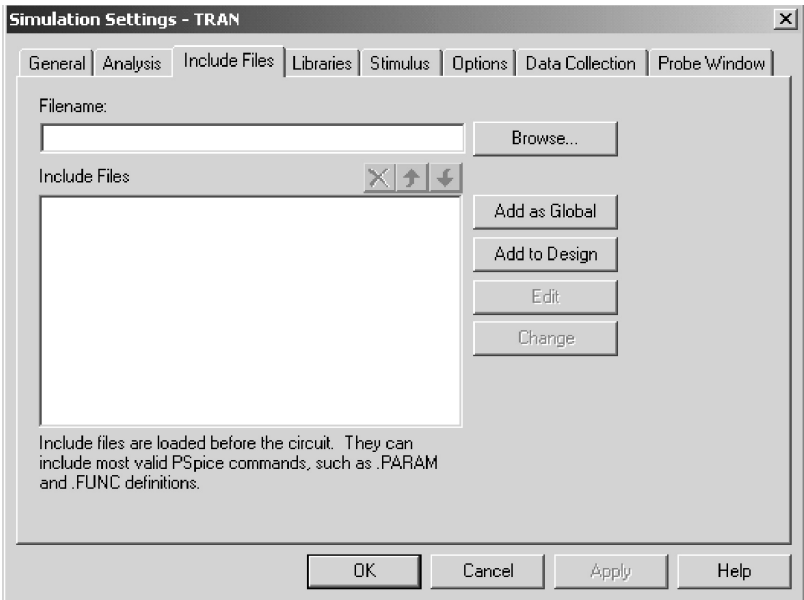 Simulation Settings - TRAN
General Analysis Include Files Libraries Stimulus Options Data Collection Probe Window
Filename:
Browse...
Include Files
Add as Global
Add to Design
Edit
Change
Include files are loaded before the circuit. They can
include most valid PSpice commands, such as .PARAM
and .FUNC definitions.
OK Cancel Apply Help